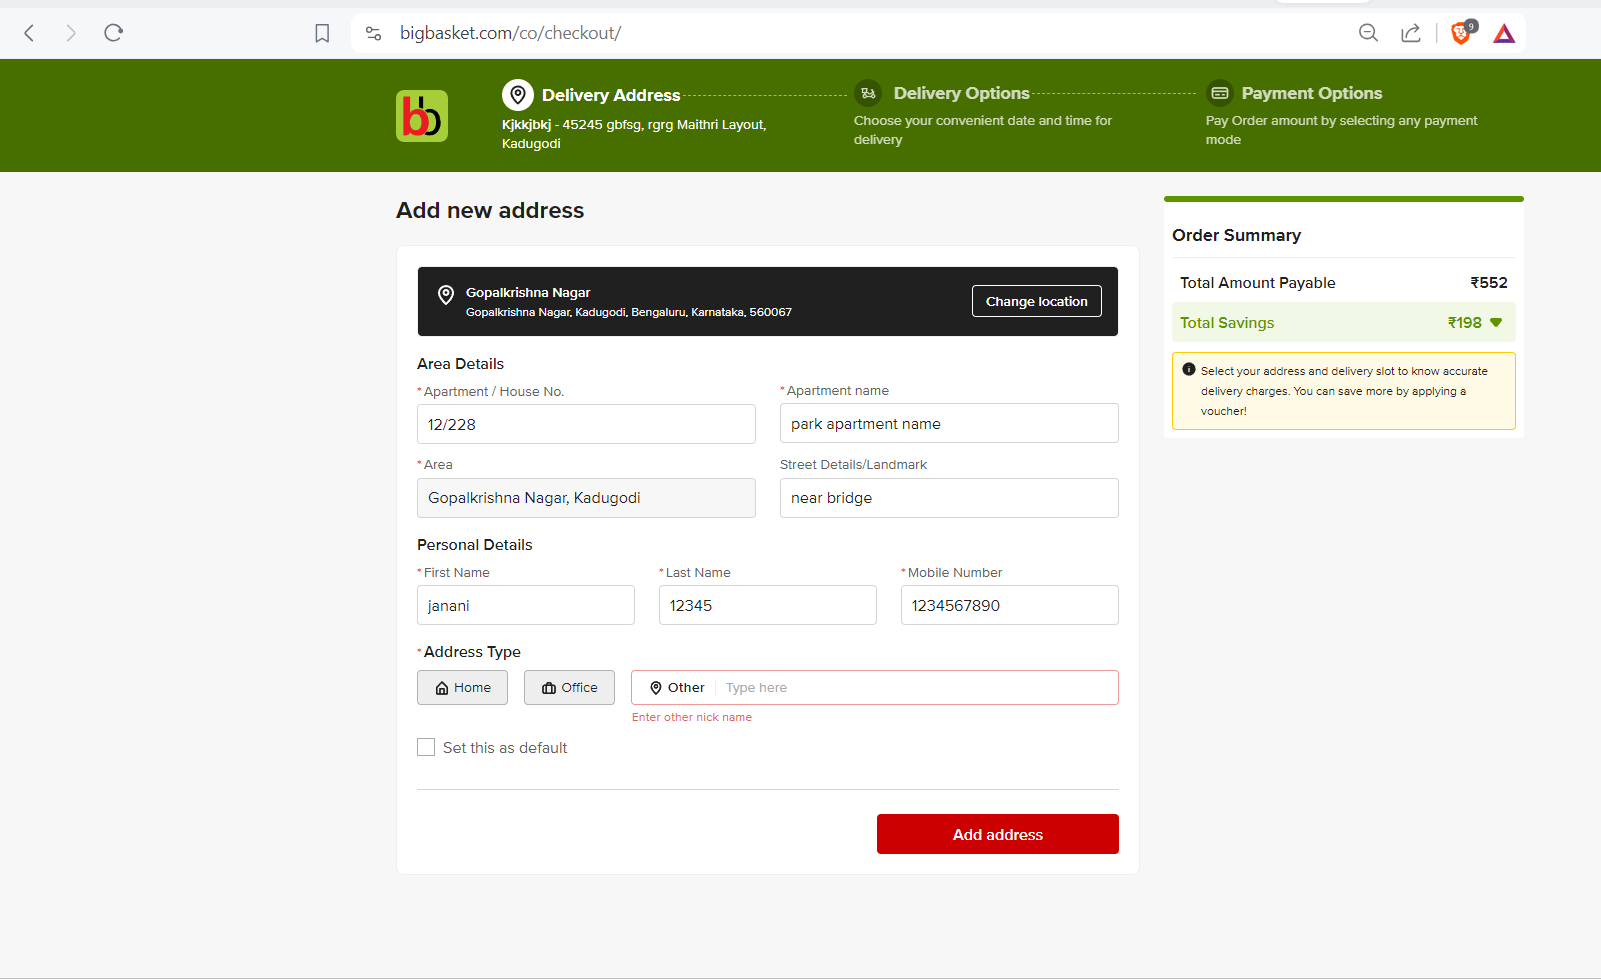 bigbasket.com/co/checkout/
9
bb
Delivery Address
Kjkkjbkj - 45245 gbfsg, rgrg Maithri Layout,
Kadugodi
Delivery Options
Choose your convenient date and time for
delivery
Payment Options
Pay Order amount by selecting any payment
mode
Add new address
Gopalkrishna Nagar
Gopalkrishna Nagar, Kadugodi, Bengaluru, Karnataka, 560067
Change location
Area Details
*Apartment / House No.
*Apartment name
12/228
park apartment name
*Area
Street Details/Landmark
Gopalkrishna Nagar, Kadugodi
near bridge
Personal Details
*First Name
*Last Name
*Mobile Number
janani
12345
1234567890
*Address Type
Home
Office
Other
Type here
Enter other nick name
Set this as default
Add address
Order Summary
Total Amount Payable ₹552
Total Savings ₹198
Select your address and delivery slot to know accurate
delivery charges. You can save more by applying a
voucher!